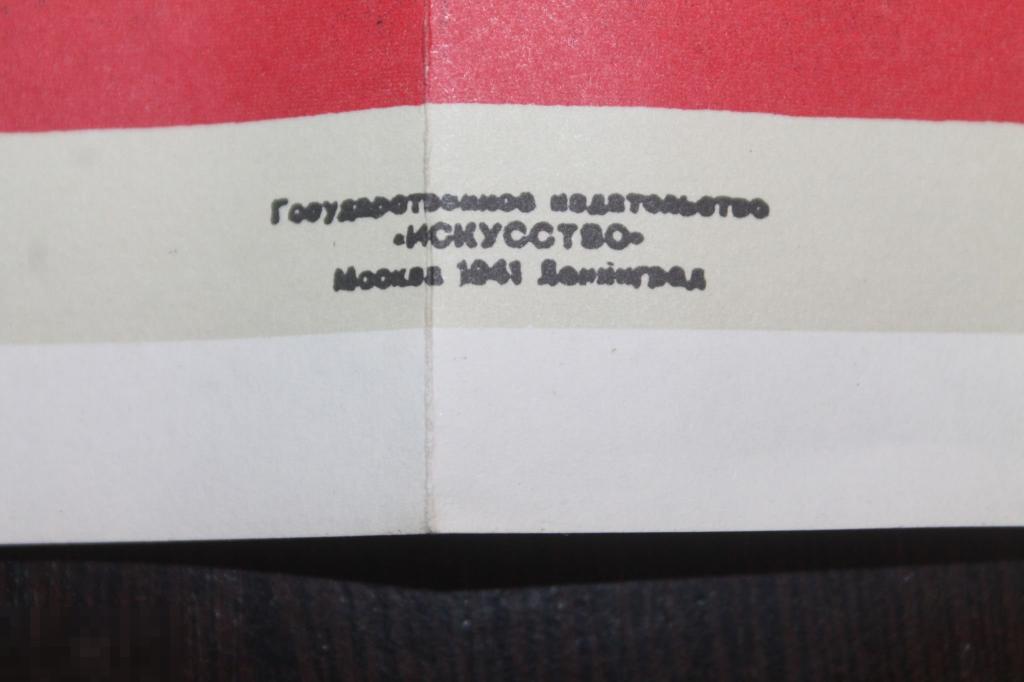 Государственное издательство
«ИСКУССТВО»
Москва 1941 Ленинград